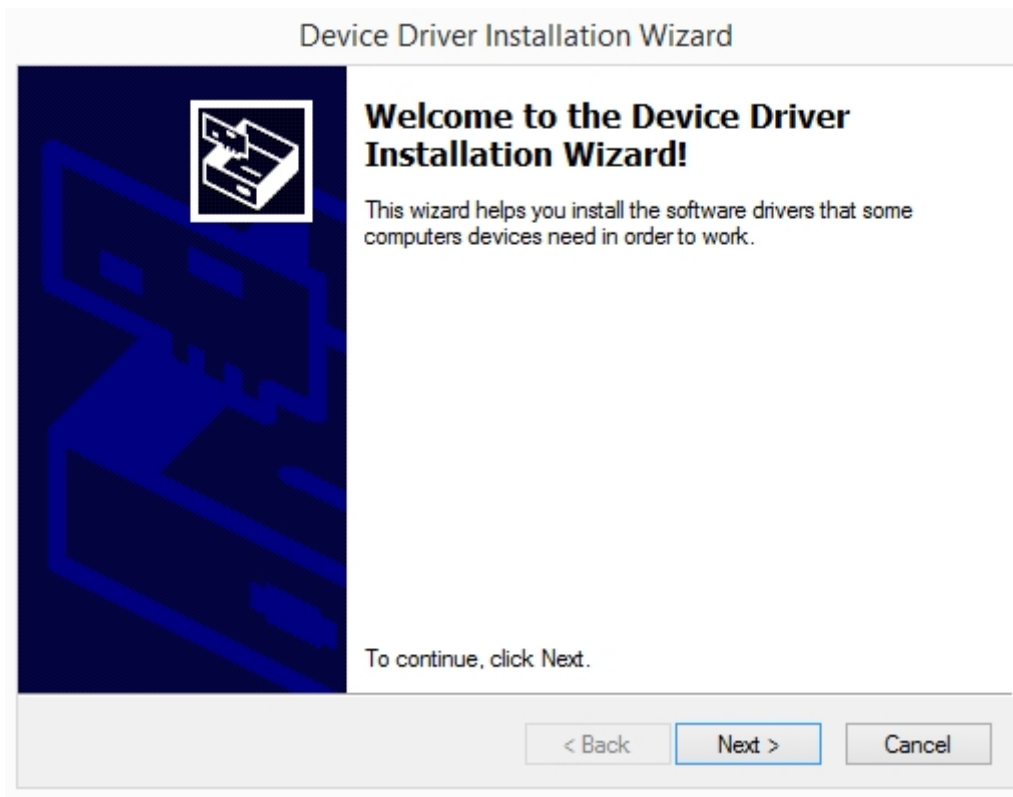 Device Driver Installation Wizard
Welcome to the Device Driver
Installation Wizard!
This wizard helps you install the software drivers that some
computers devices need in order to work.
To continue, click Next.
< Back
Next >
Cancel